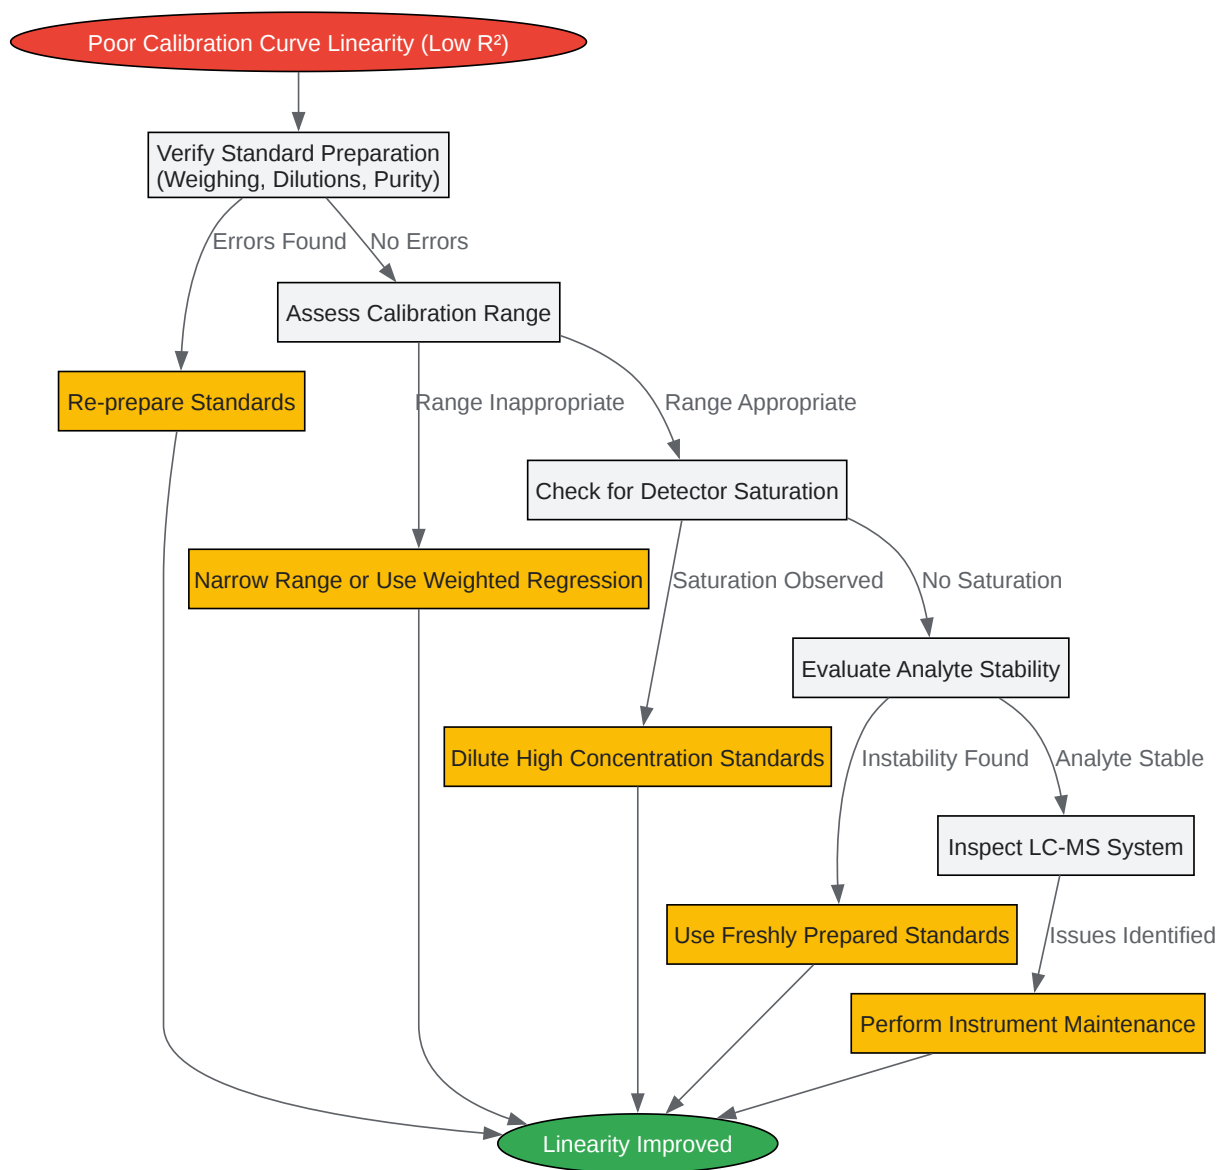 Poor Calibration Curve Linearity (Low R²)
Verify Standard Preparation
(Weighing, Dilutions, Purity)
Errors Found
No Errors
Assess Calibration Range
Re-prepare Standards
Range Inappropriate
Range Appropriate
Check for Detector Saturation
Narrow Range or Use Weighted Regression
Saturation Observed
No Saturation
Evaluate Analyte Stability
Dilute High Concentration Standards
Instability Found
Analyte Stable
Inspect LC-MS System
Use Freshly Prepared Standards
Issues Identified
Perform Instrument Maintenance
Linearity Improved